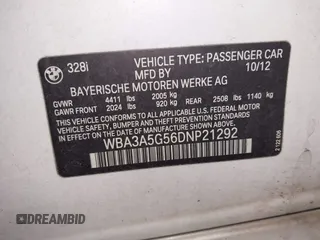 328i
VEHICLE TYPE: PASSENGER CAR
MFD BY 10/12
BAYERISCHE MOTOREN WERKE AG
GVWR 4411 lbs 2005 kg
GAWR FRONT 2024 lbs 920 kg GAWR REAR 2508 lbs 1140 kg
THIS VEHICLE CONFORMS TO ALL APPLICABLE FEDERAL MOTOR
VEHICLE SAFETY, BUMPER, AND THEFT PREVENTION STANDARDS
IN EFFECT ON THE DATE OF MANUFACTURE SHOWN ABOVE.
WBA3A5G56DNP21292
DREAMBID